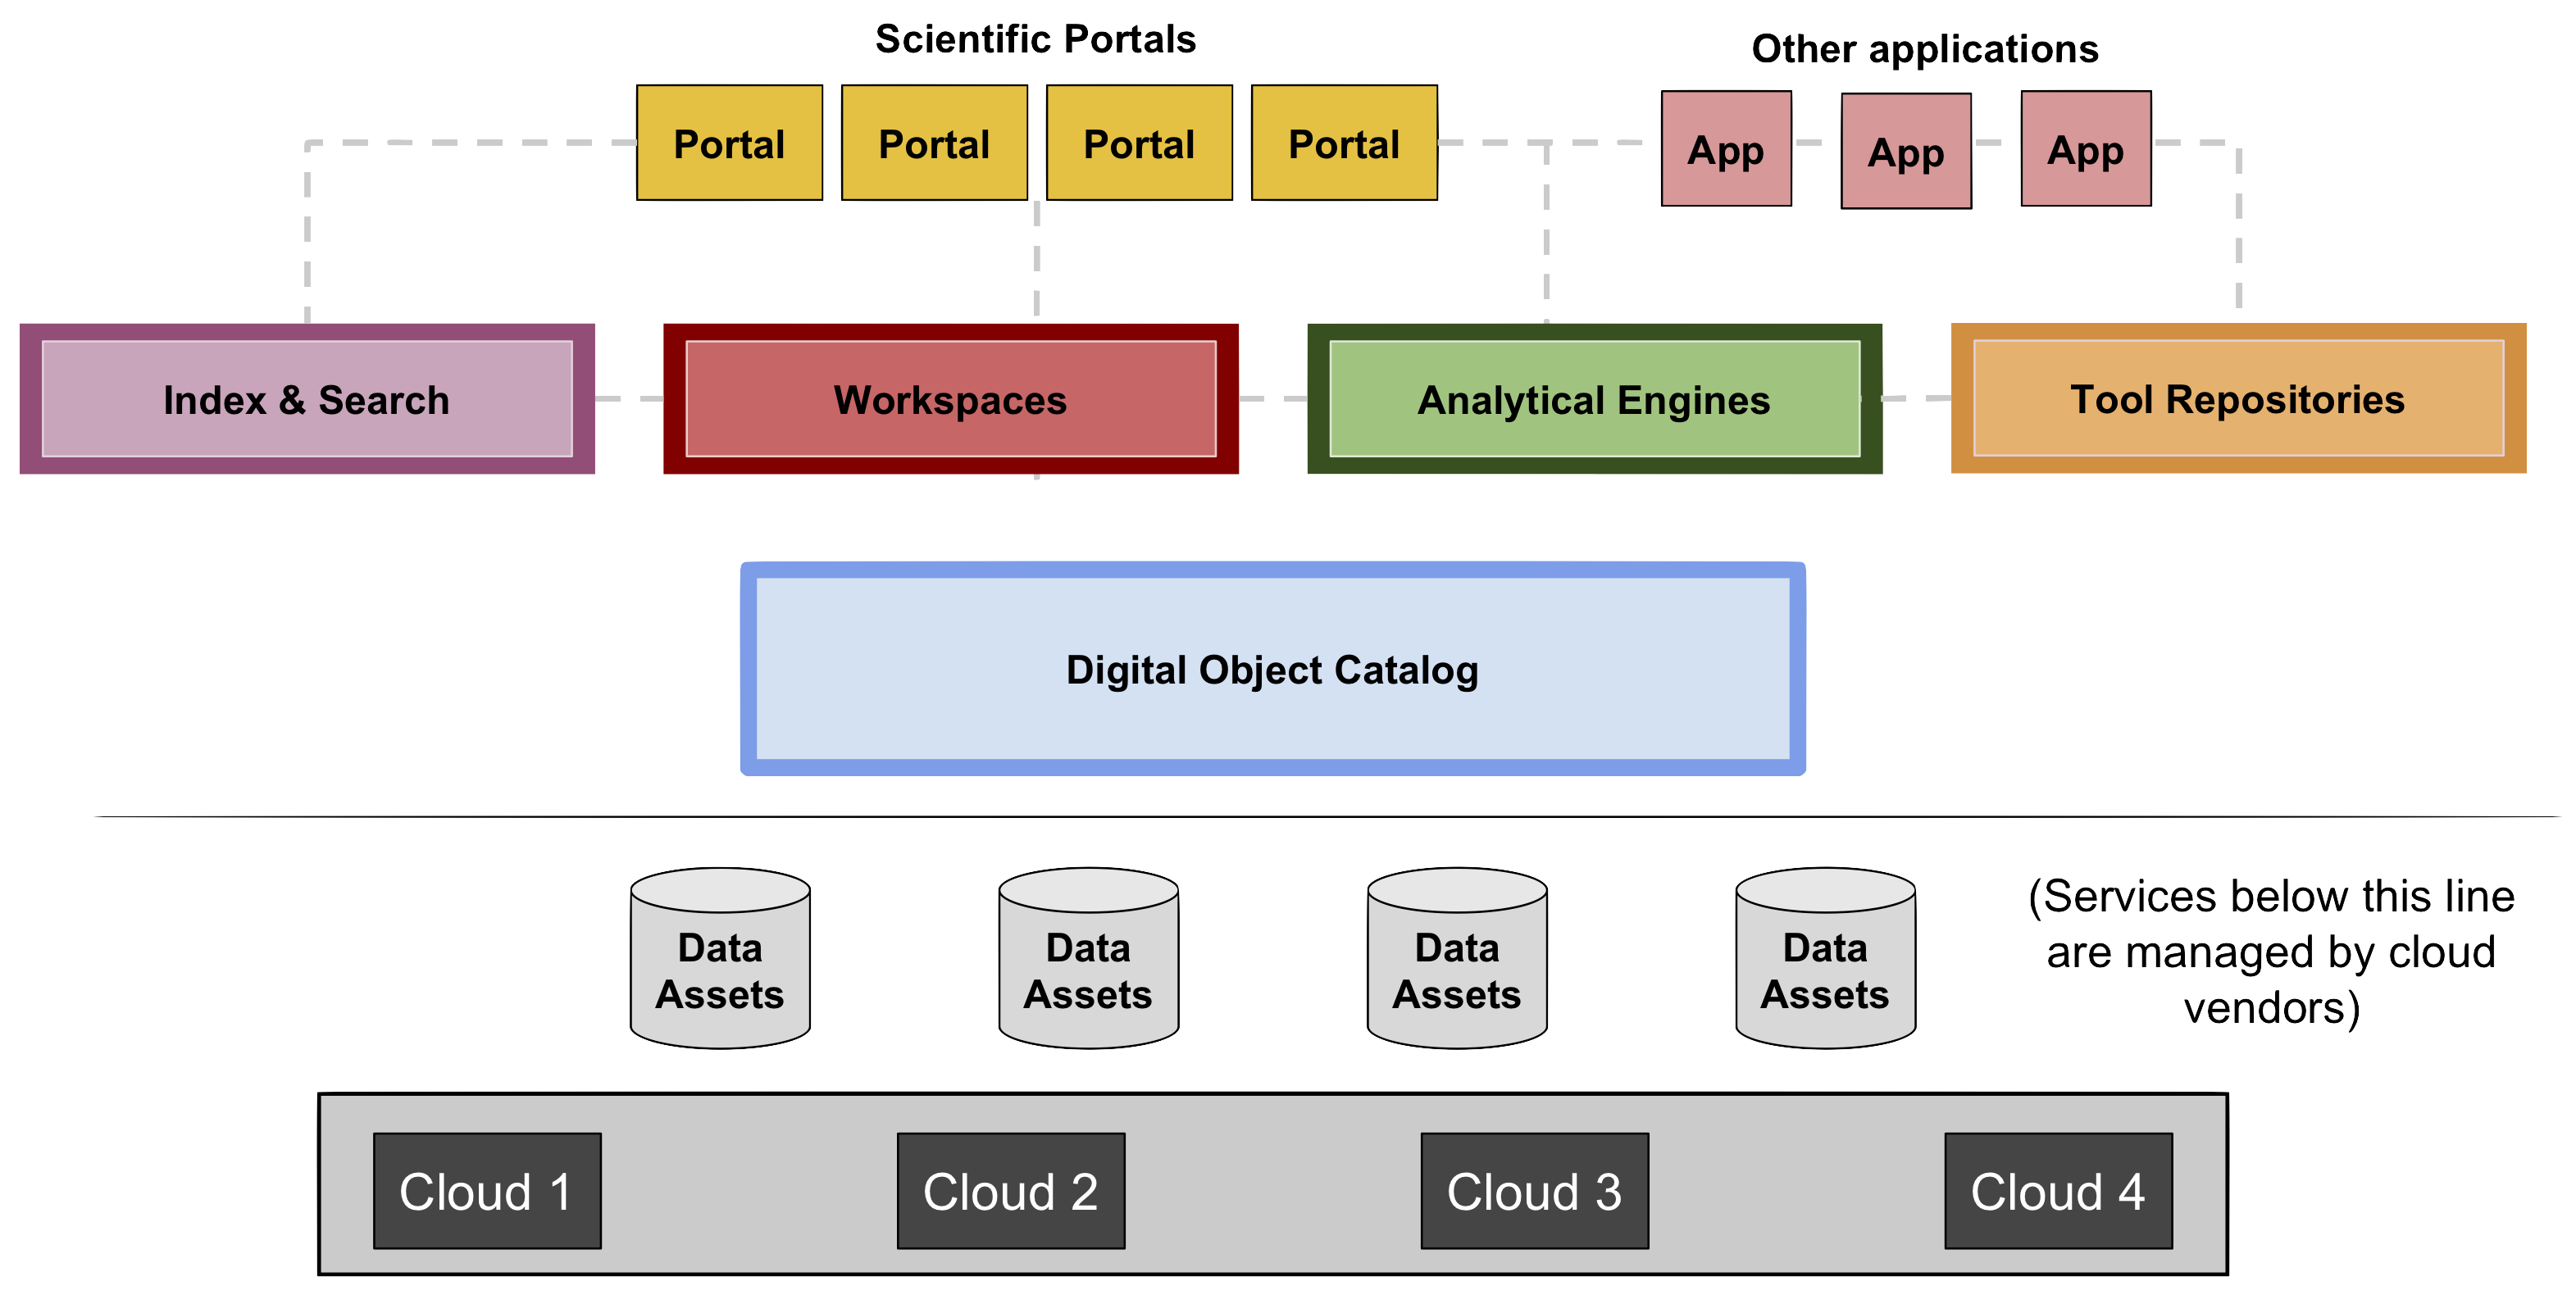 Scientific Portals
Other applications
Portal
Portal
Portal
Portal
App
App
App
Index & Search
Workspaces
Analytical Engines
Tool Repositories
Digital Object Catalog
Data
Assets
Data
Assets
Data
Assets
Data
Assets
(Services below this line
are managed by cloud
vendors)
Cloud 1
Cloud 2
Cloud 3
Cloud 4